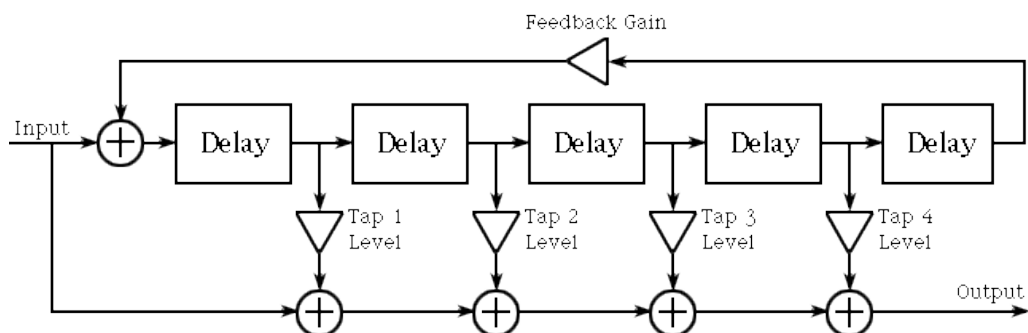 Feedback Gain
Input
Delay
Delay
Delay
Delay
Delay
Tap 1
Level
Tap 2
Level
Tap 3
Level
Tap 4
Level
Output